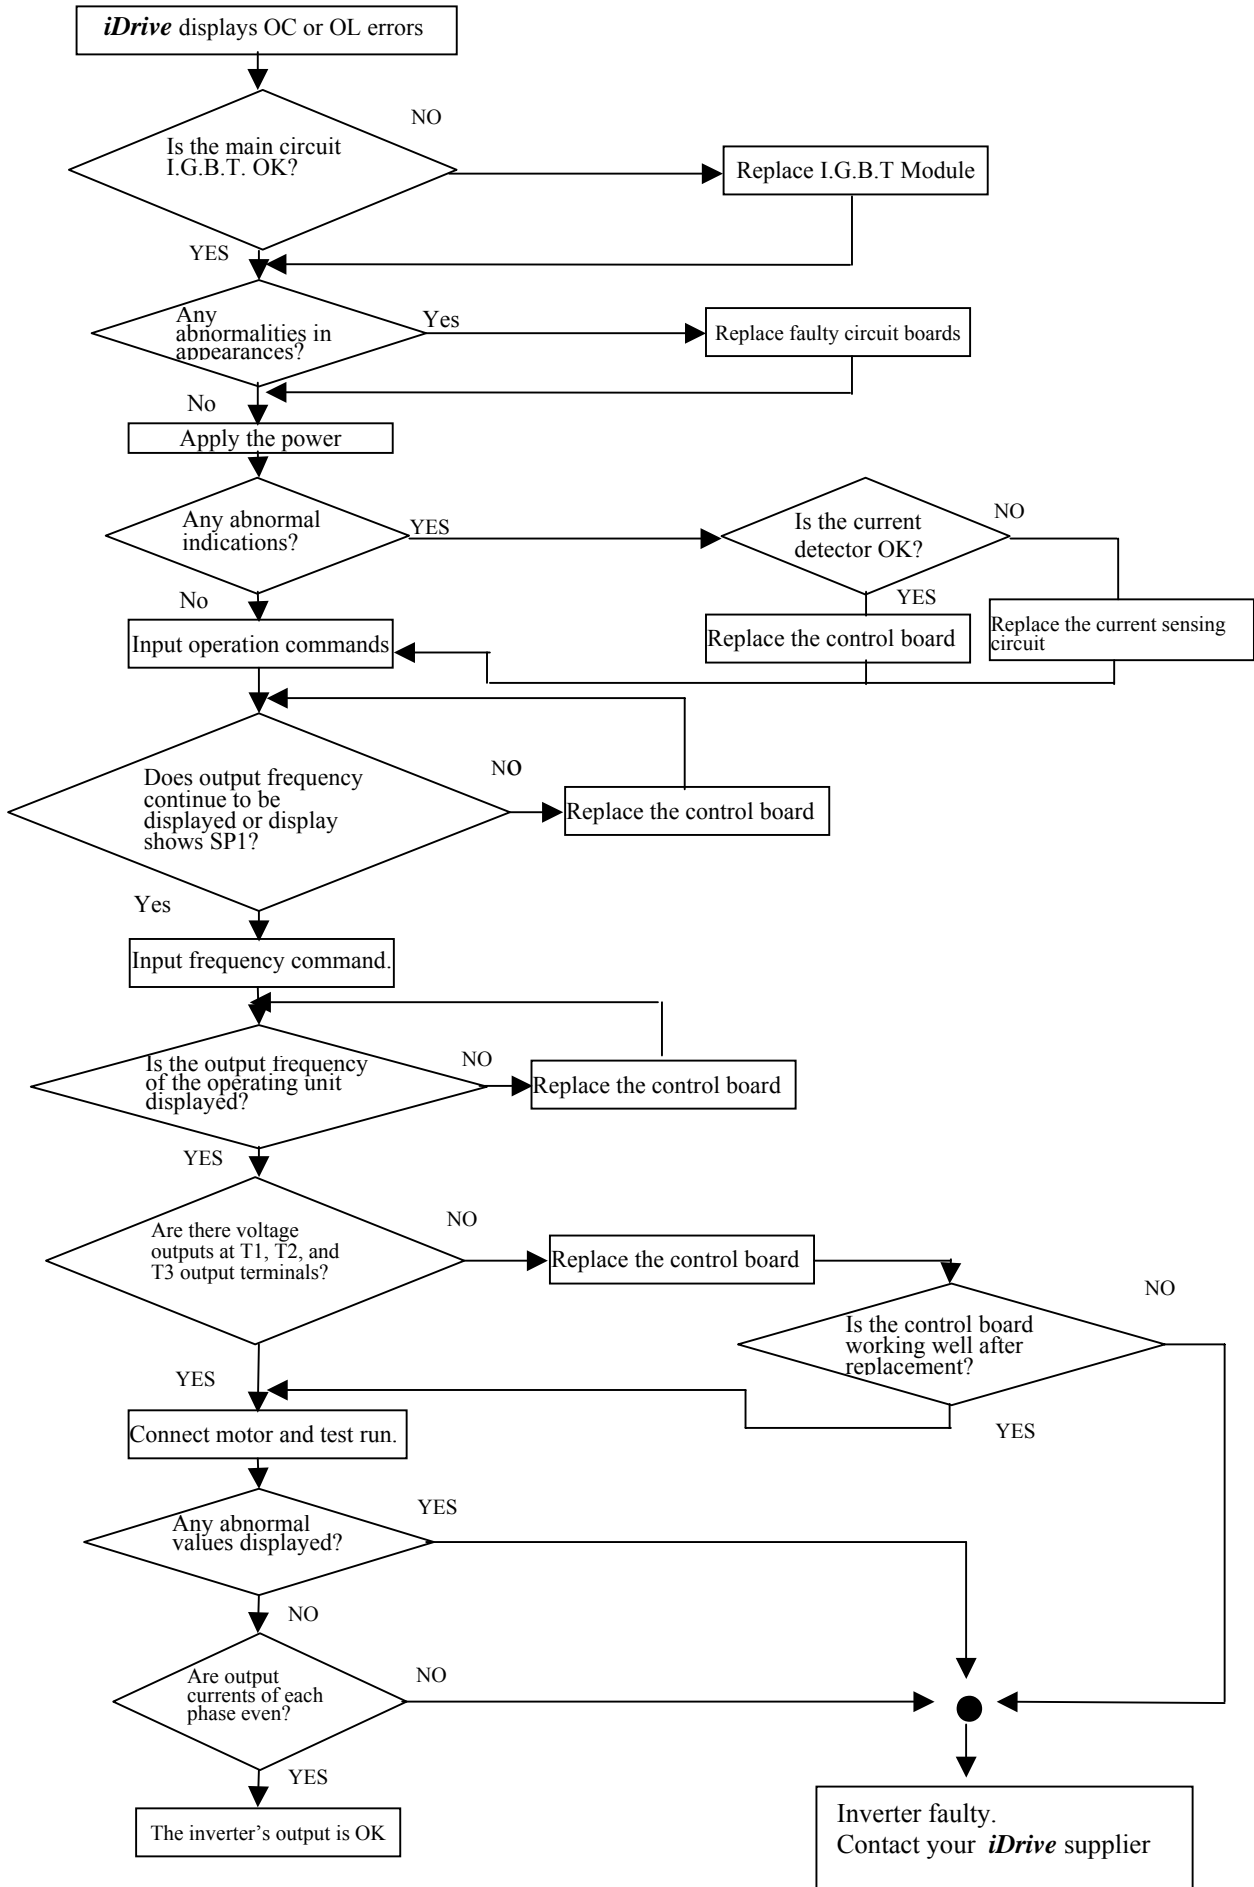 iDrive displays OC or OL errors
NO
Is the main circuit
I.G.B.T. OK?
Replace I.G.B.T Module
YES
Any
abnormalities in
appearances?
Yes
Replace faulty circuit boards
No
Apply the power
Any abnormal
indications?
YES
Is the current
detector OK?
NO
YES
No
Input operation commands
Replace the control board
Replace the current sensing
circuit
Does output frequency
continue to be
displayed or display
shows SP1?
NO
Replace the control board
Yes
Input frequency command.
Is the output frequency
of the operating unit
displayed?
NO
Replace the control board
YES
Are there voltage
outputs at T1, T2, and
T3 output terminals?
NO
Replace the control board
NO
Is the control board
working well after
replacement?
YES
YES
Connect motor and test run.
Any abnormal
values displayed?
YES
NO
Are output
currents of each
phase even?
NO
YES
The inverter's output is OK
Inverter faulty.
Contact your iDrive supplier